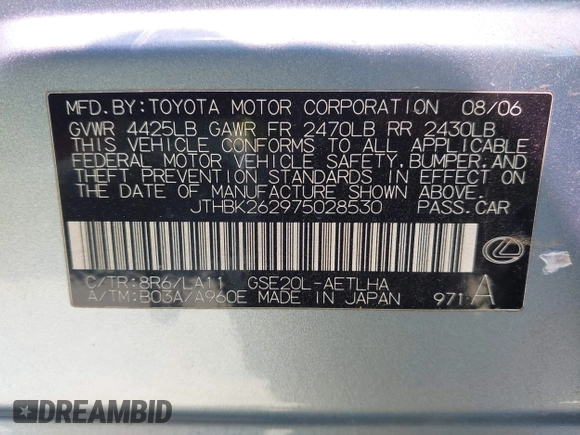 MFD.BY:TOYOTA MOTOR CORPORATION 08/06
GVWR 4425LB GAWR FR 2470LB RR 2430LB
THIS VEHICLE CONFORMS TO ALL APPLICABLE
FEDERAL MOTOR VEHICLE SAFETY,BUMPER,AND
THEFT PREVENTION STANDARDS IN EFFECT ON
THE DATE OF MANUFACTURE SHOWN ABOVE.
JTHBK262975028530 PASS.CAR
C/TR:8R6/LA11 GSE20L-AETLHA
A/TM:B03A/A960E MADE IN JAPAN 971 A
DREAMBID